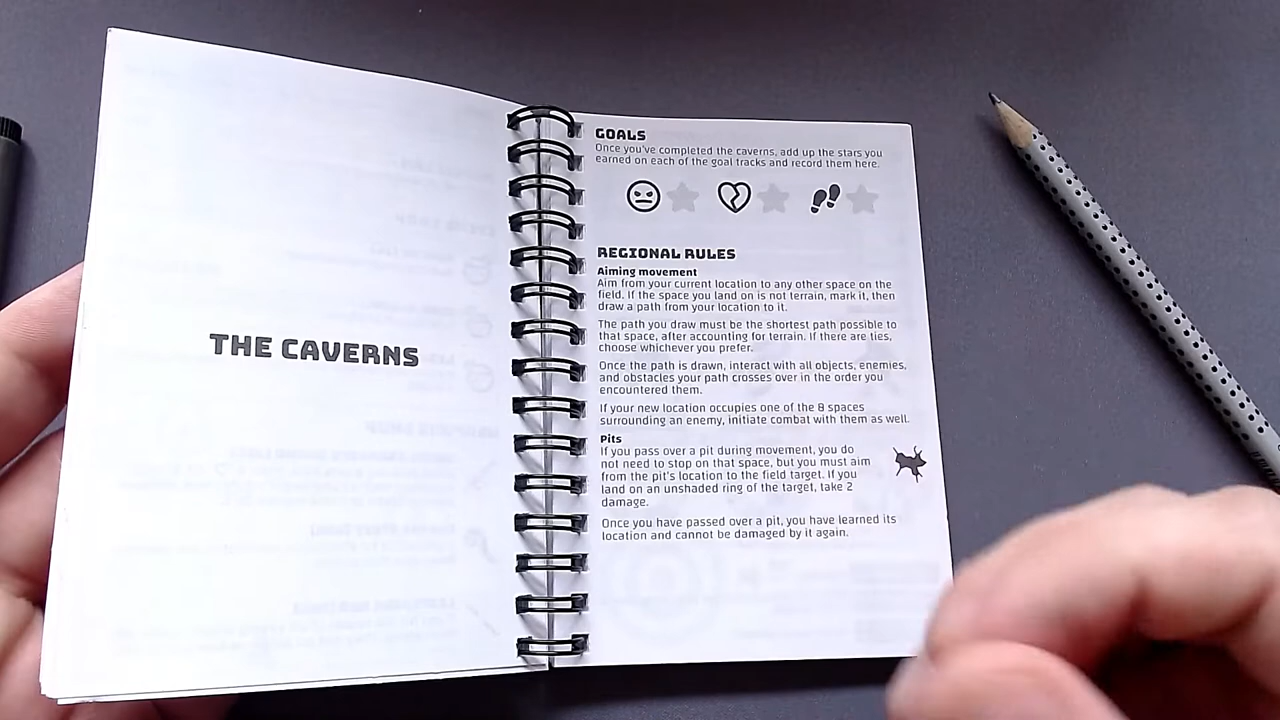 THE CAVERNS
GOALS
Once you've completed the caverns, add up the stars you
earned on each of the goal tracks and record them here.
REGIONAL RULES
Aiming movement
Aim from your current location to any other space on the
field. If the space you land on is not terrain, mark it, then
draw a path from your location to it.
The path you draw must be the shortest path possible to
that space, after accounting for terrain. If there are ties,
choose whichever you prefer.
Once the path is drawn, interact with all objects, enemies,
and obstacles your path crosses over in the order you
encountered them.
If your new location occupies one of the 8 spaces
surrounding an enemy, initiate combat with them as well.
Pits
If you pass over a pit during movement, you do
not need to stop on that space, but you must aim
from the pit's location to the field target. If you
land on an unshaded ring of the target, take 2
damage.
Once you have passed over a pit, you have learned its
location and cannot be damaged by it again.